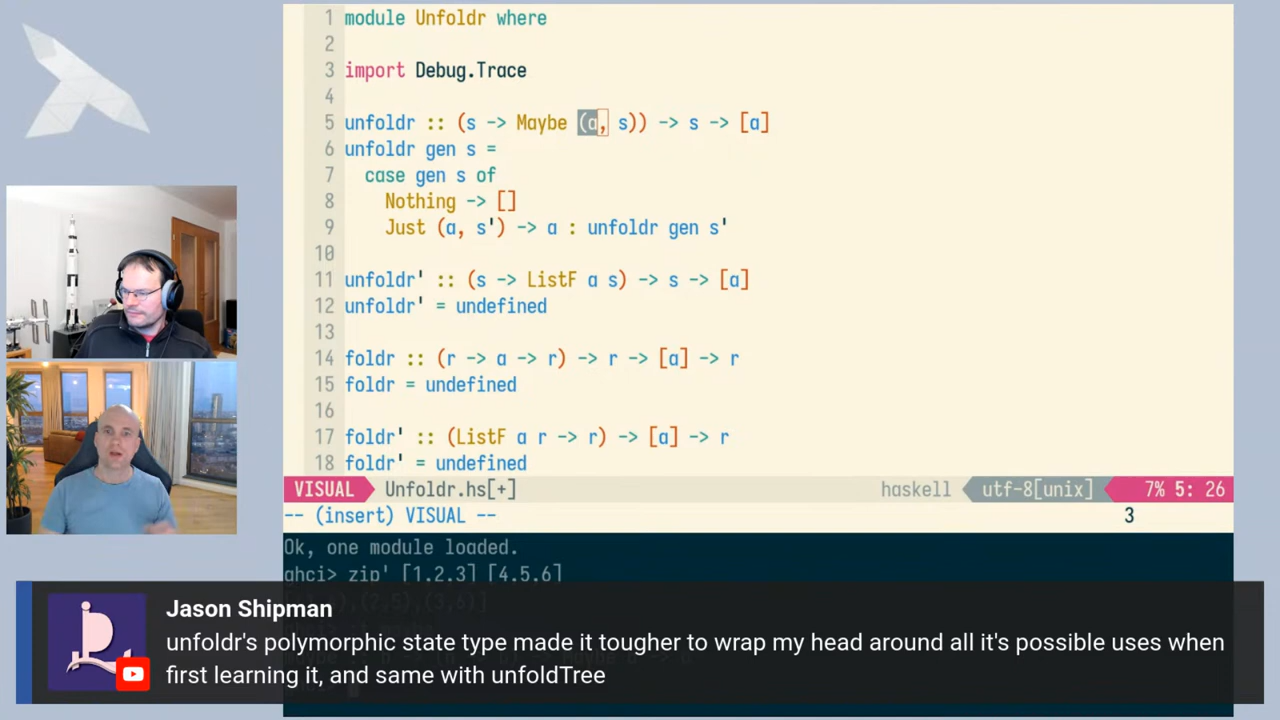 1 module Unfoldr where
2
3 import Debug.Trace
4
5 unfoldr :: (s -> Maybe (a, s)) -> s -> [a]
6 unfoldr gen s =
7 case gen s of
8 Nothing -> []
9 Just (a, s') -> a : unfoldr gen s'
10
11 unfoldr' :: (s -> ListF a s) -> s -> [a]
12 unfoldr' = undefined
13
14 foldr :: (r -> a -> r) -> r -> [a] -> r
15 foldr = undefined
16
17 foldr' :: (ListF a r -> r) -> [a] -> r
18 foldr' = undefined
VISUAL Unfoldr.hs[+] haskell utf-8[unix] 7% 5: 26
-- (insert) VISUAL -- 3
Ok, one module loaded.
ghci> zip' [1,2,3] [4,5,6]
,(2,5),(3,6)]
Jason Shipman
unfoldr's polymorphic state type made it tougher to wrap my head around all it's possible uses when
first learning it, and same with unfoldTree